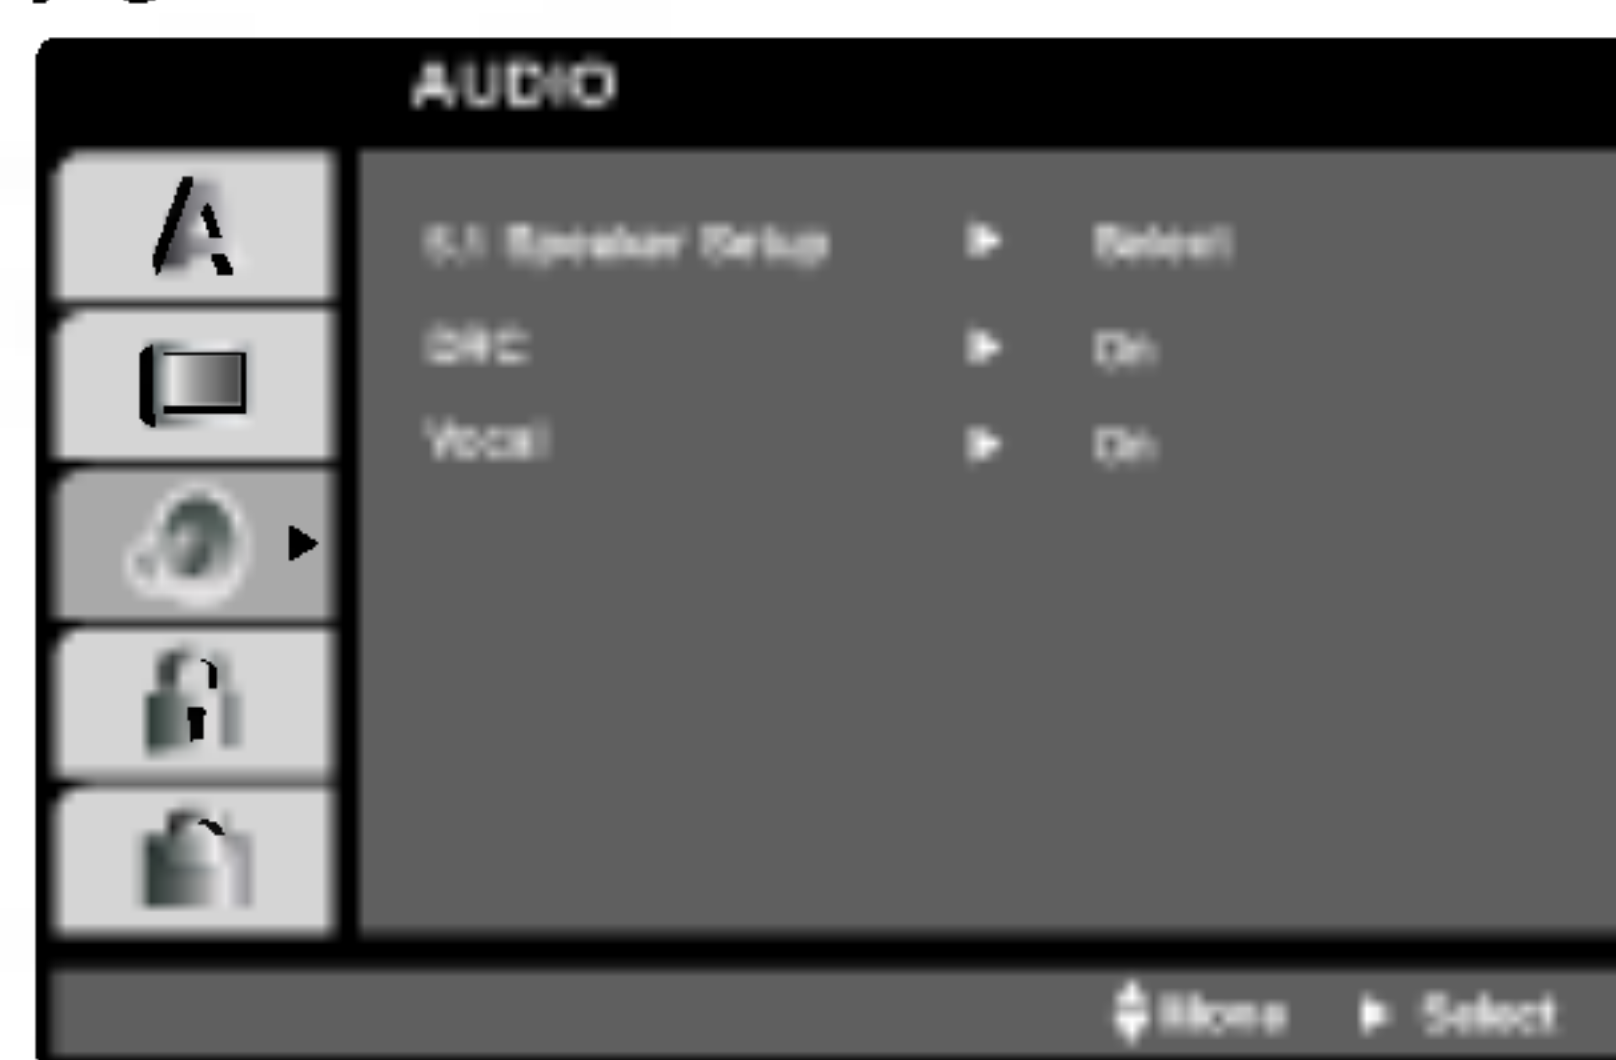 AUDIO
5.1 Speaker Setup ▶ Select
DRC ▶ On
Vocal ▶ On
Move ▶ Select